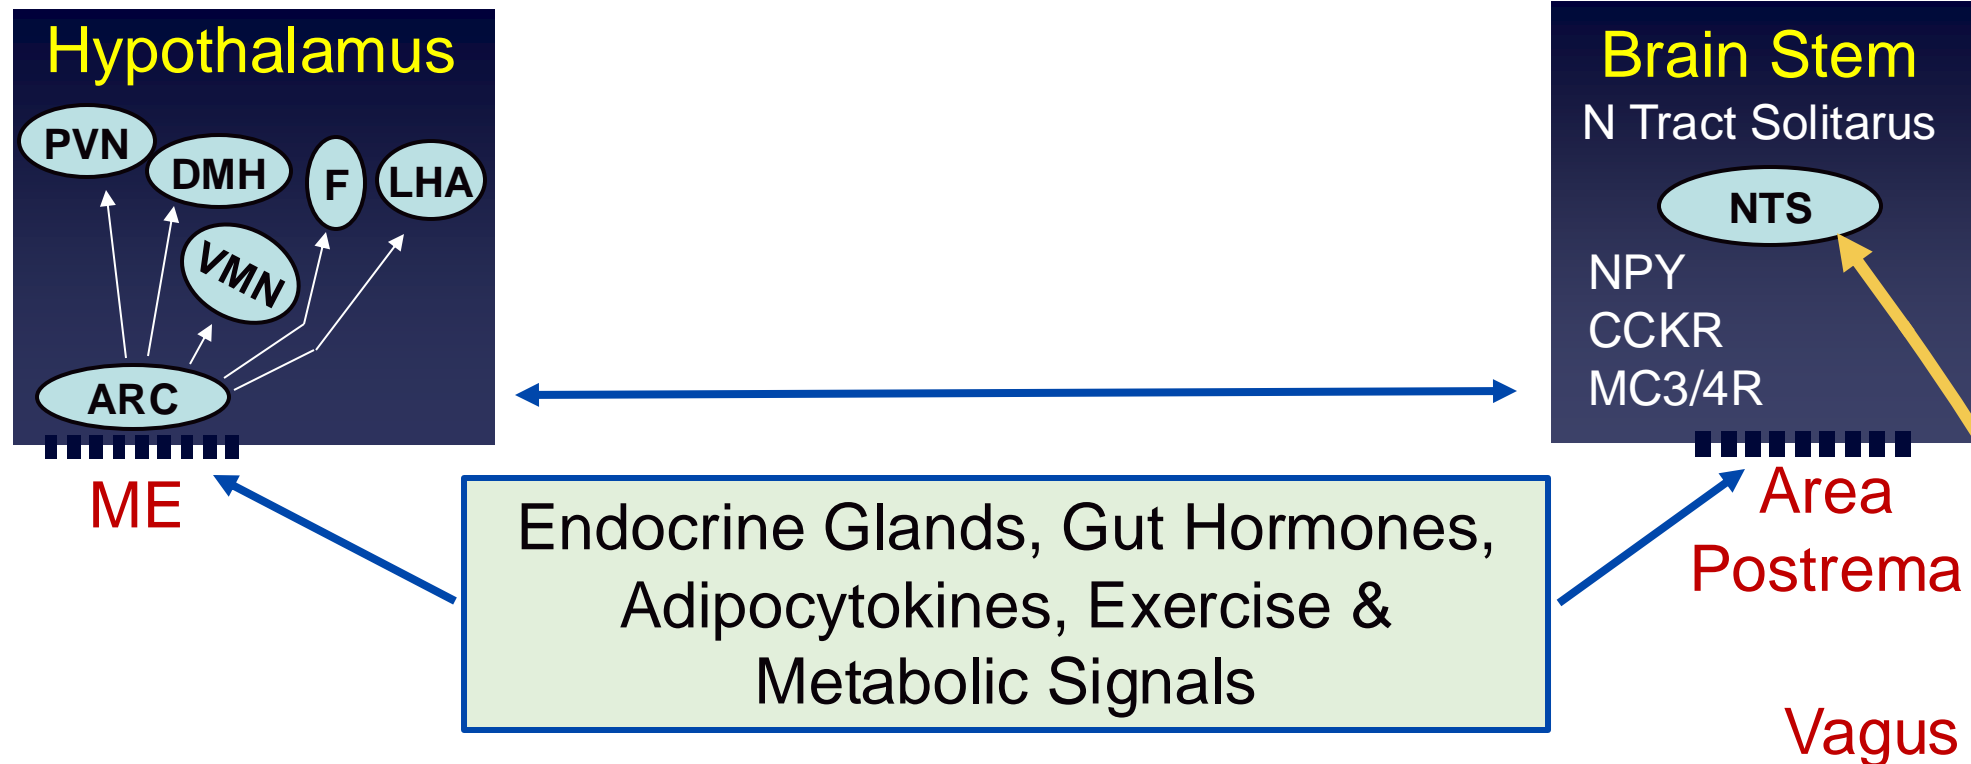 Hypothalamus
PVN
DMH
F
LHA
VMN
ARC
ME
Brain Stem
N Tract Solitarus
NTS
NPY
CCKR
MC3/4R
Area
Postrema
Endocrine Glands, Gut Hormones,
Adipocytokines, Exercise &
Metabolic Signals
Vagus